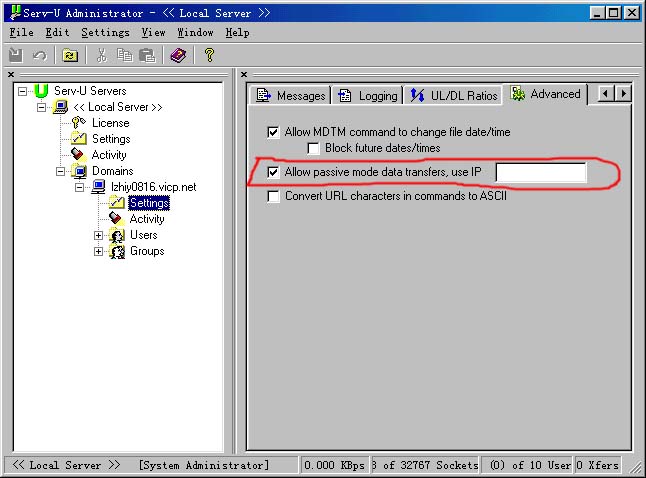 Serv-U Administrator - << Local Server >>
File Edit Settings View Window Help
Messages Logging UL/DL Ratios Advanced
Serv-U Servers
<< Local Server >>
License
Settings
Activity
Domains
lzhiy0816.vicp.net
Settings
Activity
Users
Groups
Allow MDTM command to change file date/time
Block future dates/times
Allow passive mode data transfers, use IP
Convert URL characters in commands to ASCII
<< Local Server >> [System Administrator] 0.000 KBps 3 of 32767 Sockets (0) of 10 User 0 Xfers